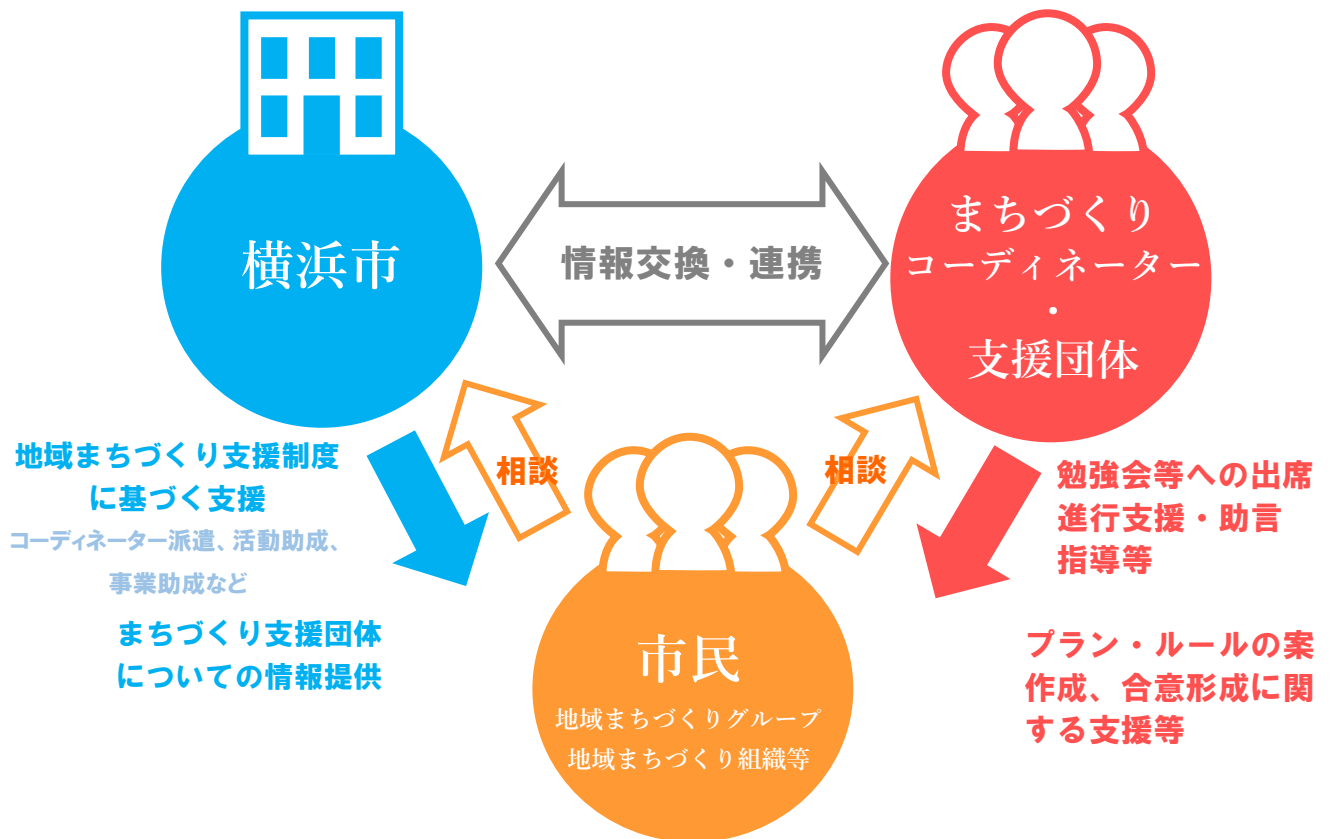 横浜市
情報交換・連携
まちづくり
コーディネーター
・
支援団体
地域まちづくり支援制度
に基づく支援
コーディネーター派遣、活動助成、
事業助成など
まちづくり支援団体
についての情報提供
相談
相談
勉強会等への出席
進行支援・助言
指導等
プラン・ルールの案
作成、合意形成に関
する支援等
市民
地域まちづくりグループ
地域まちづくり組織等